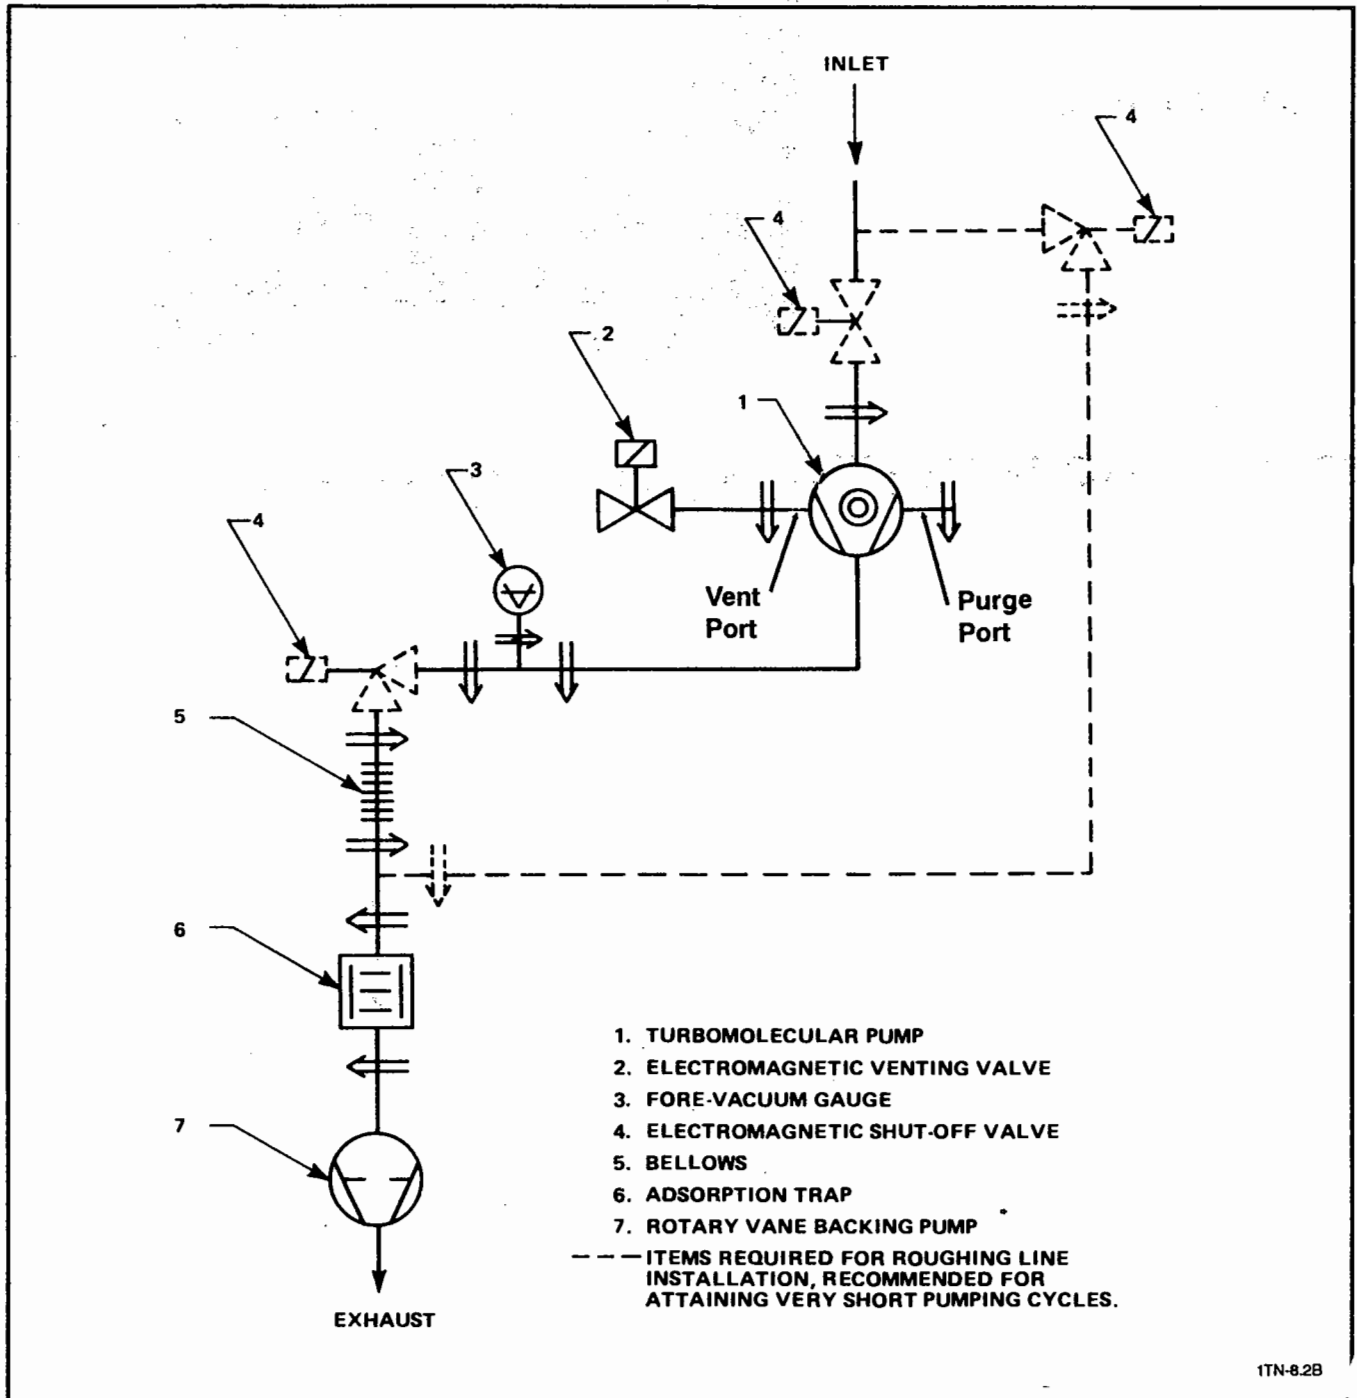 INLET
4
4
2
1
3
4
Vent
Port
Purge
Port
5
6
7
1. TURBOMOLECULAR PUMP
2. ELECTROMAGNETIC VENTING VALVE
3. FORE-VACUUM GAUGE
4. ELECTROMAGNETIC SHUT-OFF VALVE
5. BELLOWS
6. ADSORPTION TRAP
7. ROTARY VANE BACKING PUMP
--- ITEMS REQUIRED FOR ROUGHING LINE
INSTALLATION, RECOMMENDED FOR
ATTAINING VERY SHORT PUMPING CYCLES.
EXHAUST
1TN-8.2B